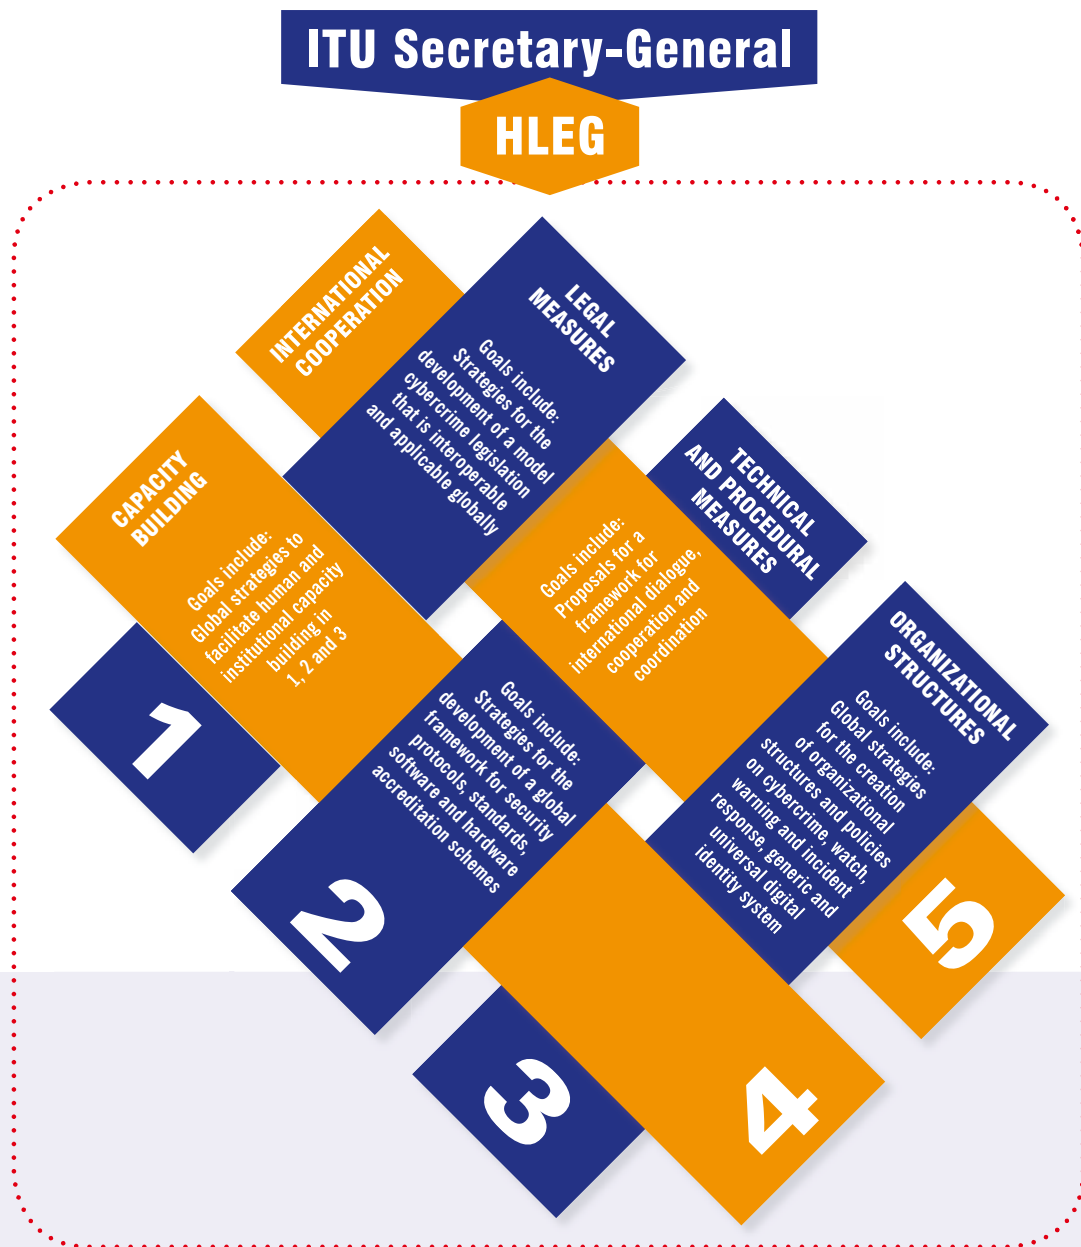 ITU Secretary-General
HLEG
INTERNATIONAL
COOPERATION
LEGAL
MEASURES
Goals include:
Strategies for the
development of a model
cybercrime legislation
that is interoperable
and applicable globally
CAPACITY
BUILDING
Goals include:
Global strategies to
facilitate human and
institutional capacity
building in
1, 2 and 3
TECHNICAL
AND PROCEDURAL
MEASURES
Goals include:
Proposals for a
framework for
international dialogue,
cooperation and
coordination
ORGANIZATIONAL
STRUCTURES
Goals include:
Global strategies
for the creation
of organizational
structures and policies
on cybercrime, watch,
warning and incident
response, generic and
universal digital
identity system
Goals include:
Strategies for the
development of a global
framework for security
protocols, standards,
software and hardware
accreditation schemes
1
2
3
4
5